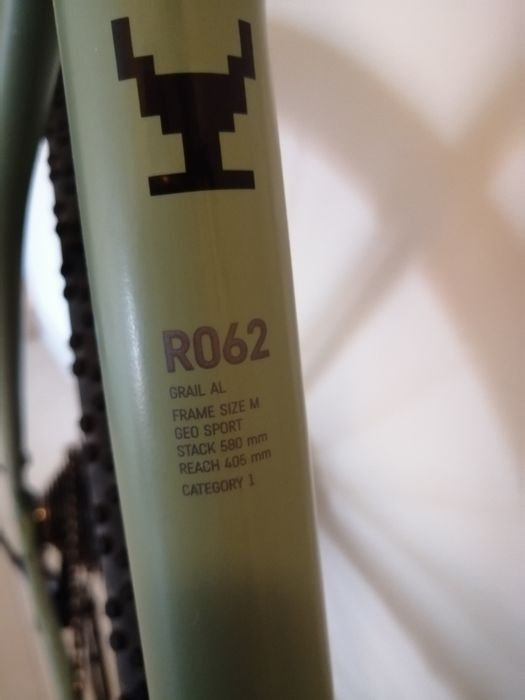 R062
GRAIL AL
FRAME SIZE M
GEO SPORT
STACK 580 mm
REACH 405 mm
CATEGORY 1